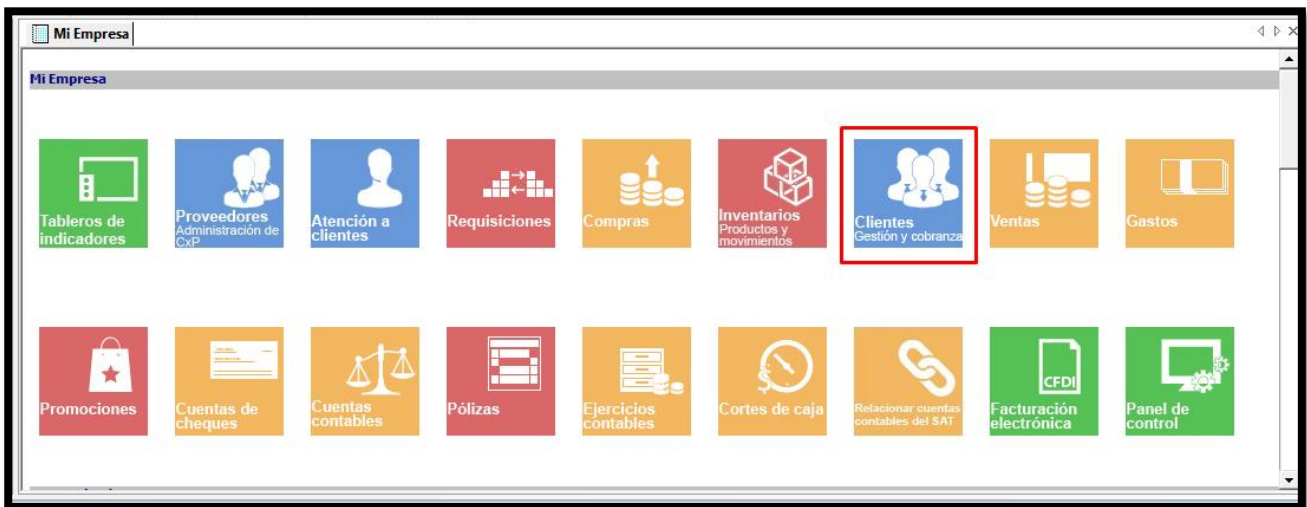 Mi Empresa
Mi Empresa
Tableros de
indicadores
Proveedores
Administración de
CxP
Atención a
clientes
Requisiciones
Compras
Inventarios
Productos y
movimientos
Clientes
Gestión y cobranza
Ventas
Gastos
Promociones
Cuentas de
cheques
Cuentas
contables
Pólizas
Ejercicios
contables
$
Cortes de caja
Relacionar cuentas
contables del SAT
CFDI
Facturación
electrónica
Panel de
control